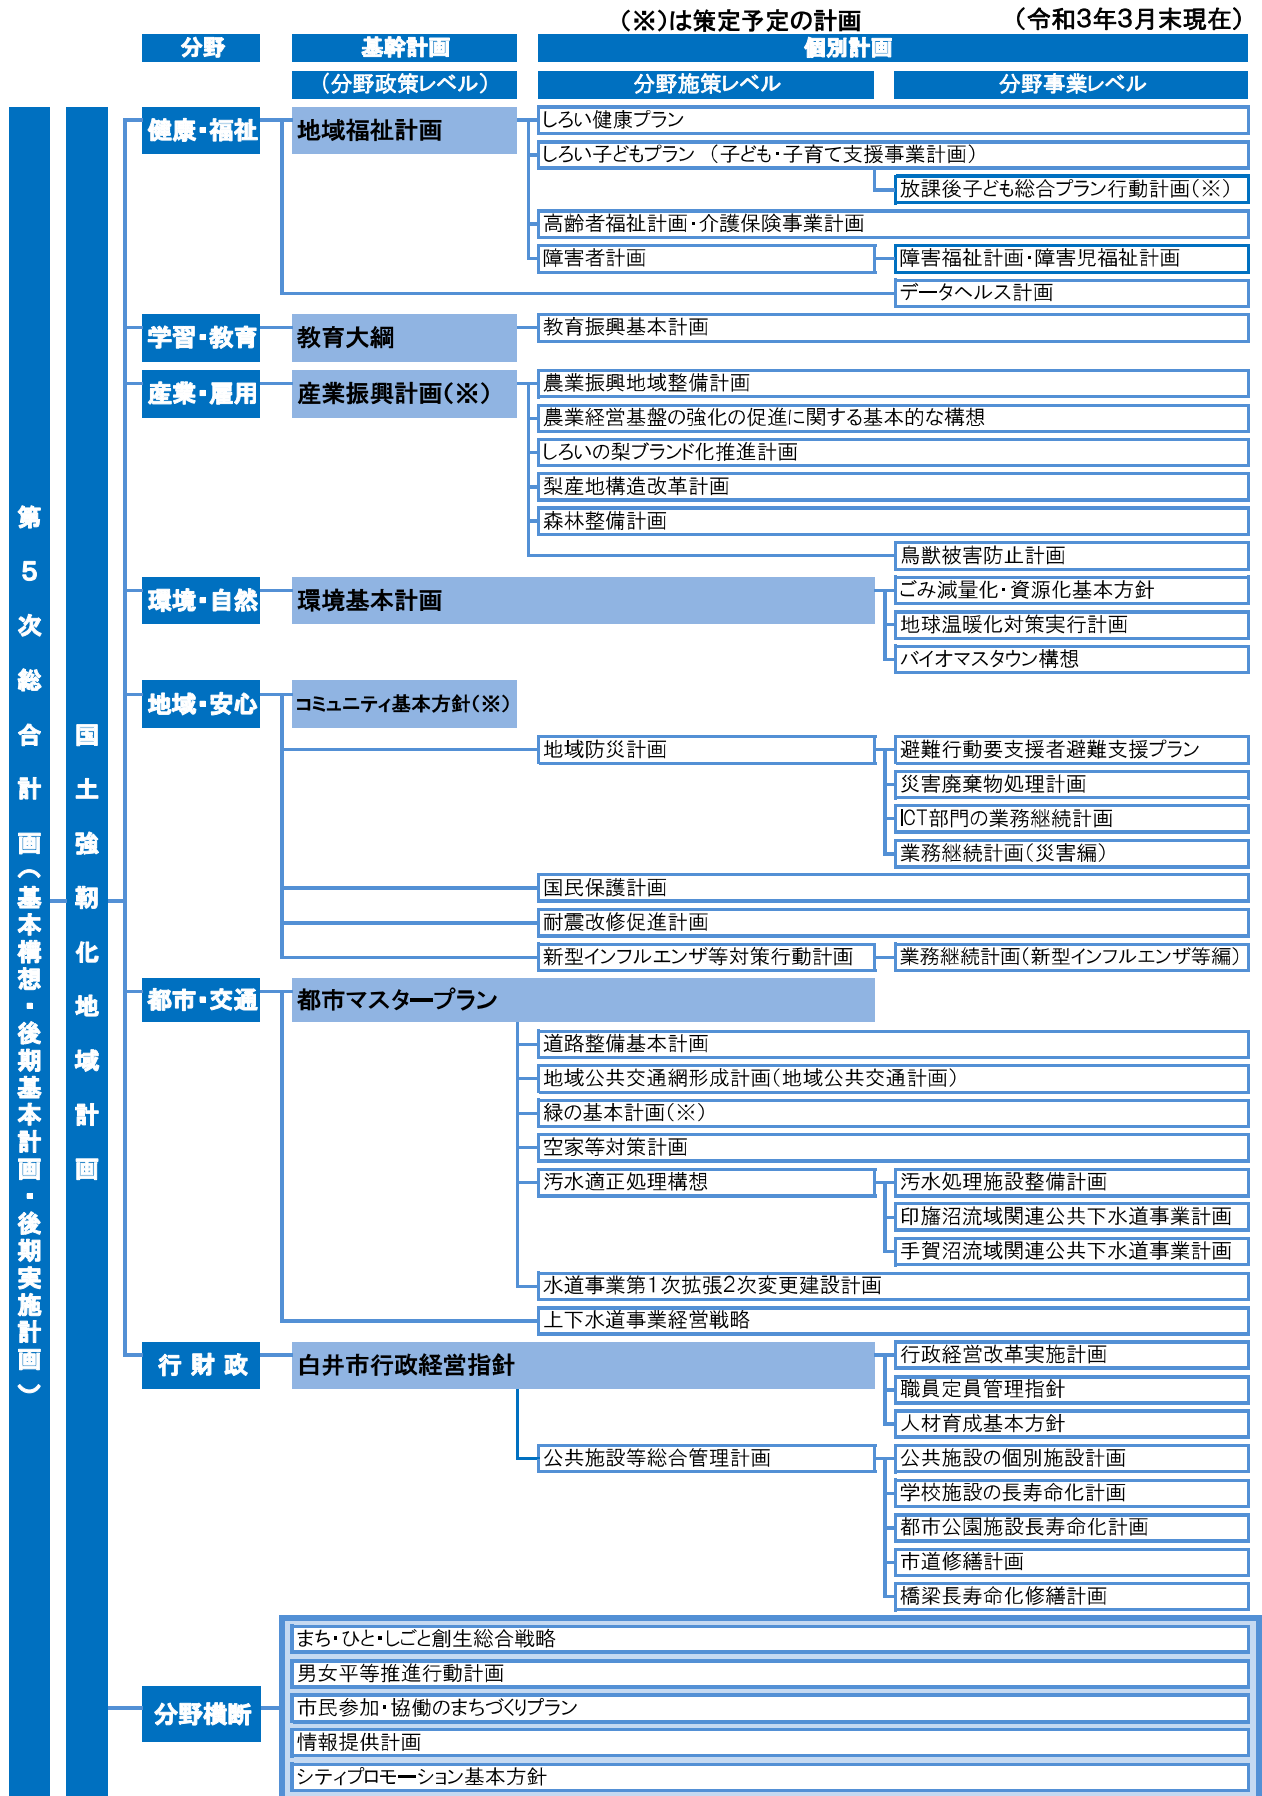 (※)は策定予定の計画
(令和3年3月末現在)
分野
基幹計画
個別計画
(分野政策レベル)
分野施策レベル
分野事業レベル
第5次総合計画(基本構想・後期基本計画・後期実施計画)
国土強靭化地域計画
健康・福祉
地域福祉計画
しろい健康プラン
しろい子どもプラン (子ども・子育て支援事業計画)
放課後子ども総合プラン行動計画(※)
高齢者福祉計画・介護保険事業計画
障害者計画
障害福祉計画・障害児福祉計画
データヘルス計画
学習・教育
教育大綱
教育振興基本計画
産業・雇用
産業振興計画(※)
農業振興地域整備計画
農業経営基盤の強化の促進に関する基本的な構想
しろいの梨ブランド化推進計画
梨産地構造改革計画
森林整備計画
鳥獣被害防止計画
環境・自然
環境基本計画
ごみ減量化・資源化基本方針
地球温暖化対策実行計画
バイオマスタウン構想
地域・安心
コミュニティ基本方針(※)
地域防災計画
避難行動要支援者避難支援プラン
災害廃棄物処理計画
ICT部門の業務継続計画
業務継続計画(災害編)
国民保護計画
耐震改修促進計画
新型インフルエンザ等対策行動計画
業務継続計画(新型インフルエンザ等編)
都市・交通
都市マスタープラン
道路整備基本計画
地域公共交通網形成計画(地域公共交通計画)
緑の基本計画(※)
空家等対策計画
汚水適正処理構想
汚水処理施設整備計画
印旛沼流域関連公共下水道事業計画
手賀沼流域関連公共下水道事業計画
水道事業第1次拡張2次変更建設計画
上下水道事業経営戦略
行財政
白井市行政経営指針
行政経営改革実施計画
職員定員管理指針
人材育成基本方針
公共施設等総合管理計画
公共施設の個別施設計画
学校施設の長寿命化計画
都市公園施設長寿命化計画
市道修繕計画
橋梁長寿命化修繕計画
分野横断
まち・ひと・しごと創生総合戦略
男女平等推進行動計画
市民参加・協働のまちづくりプラン
情報提供計画
シティプロモーション基本方針